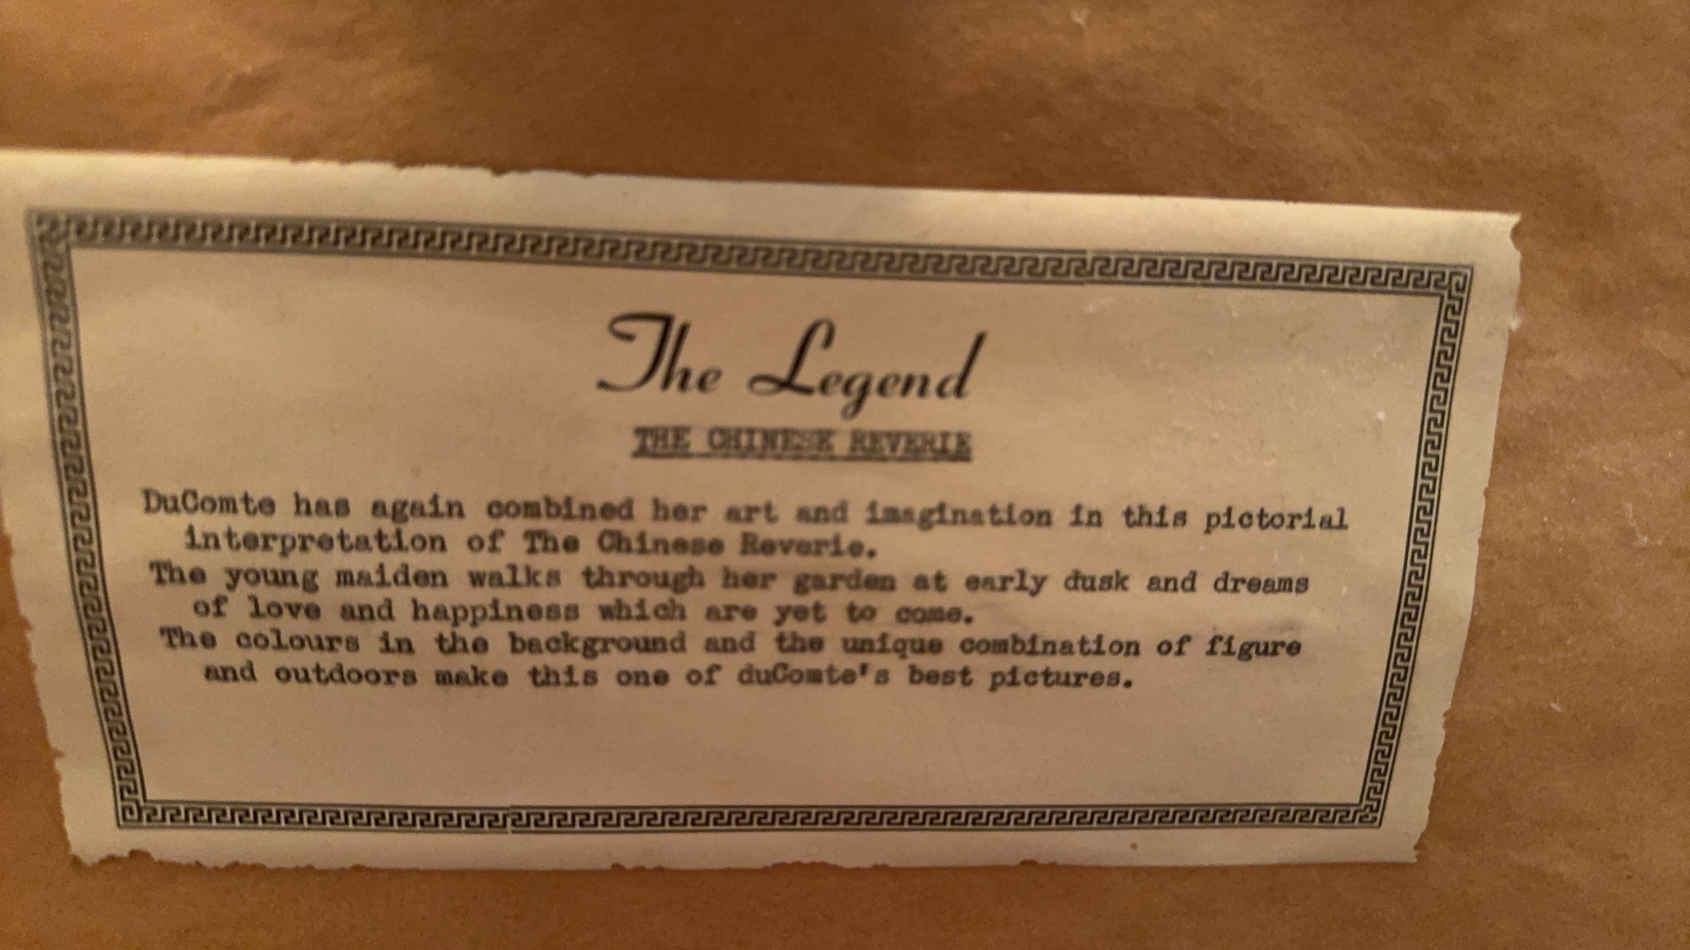 The Legend
THE CHINESE REVERIE
DuComte has again combined her art and imagination in this pictorial
interpretation of The Chinese Reverie.
The young maiden walks through her garden at early dusk and dreams
of love and happiness which are yet to come.
The colours in the background and the unique combination of figure
and outdoors make this one of duComte's best pictures.